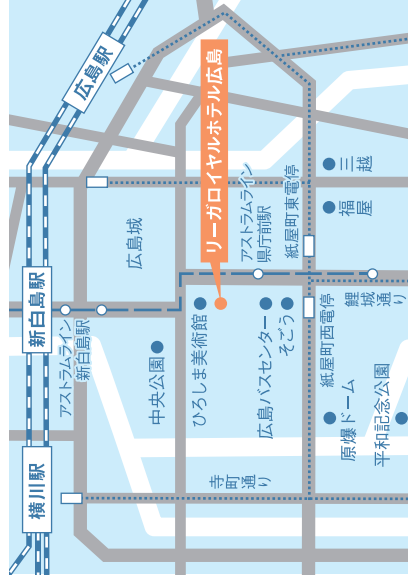 横川駅
新白島駅
広島駅
アストラムライン
新白島駅
広島城
中央公園
ひろしま美術館
リーガロイヤルホテル広島
アストラムライン
県庁前駅
広島バスセンター
そごう
寺町通り
紙屋町東電停
紙屋町西電停
原爆ドーム
平和記念公園
鯉城通り
福屋
三越